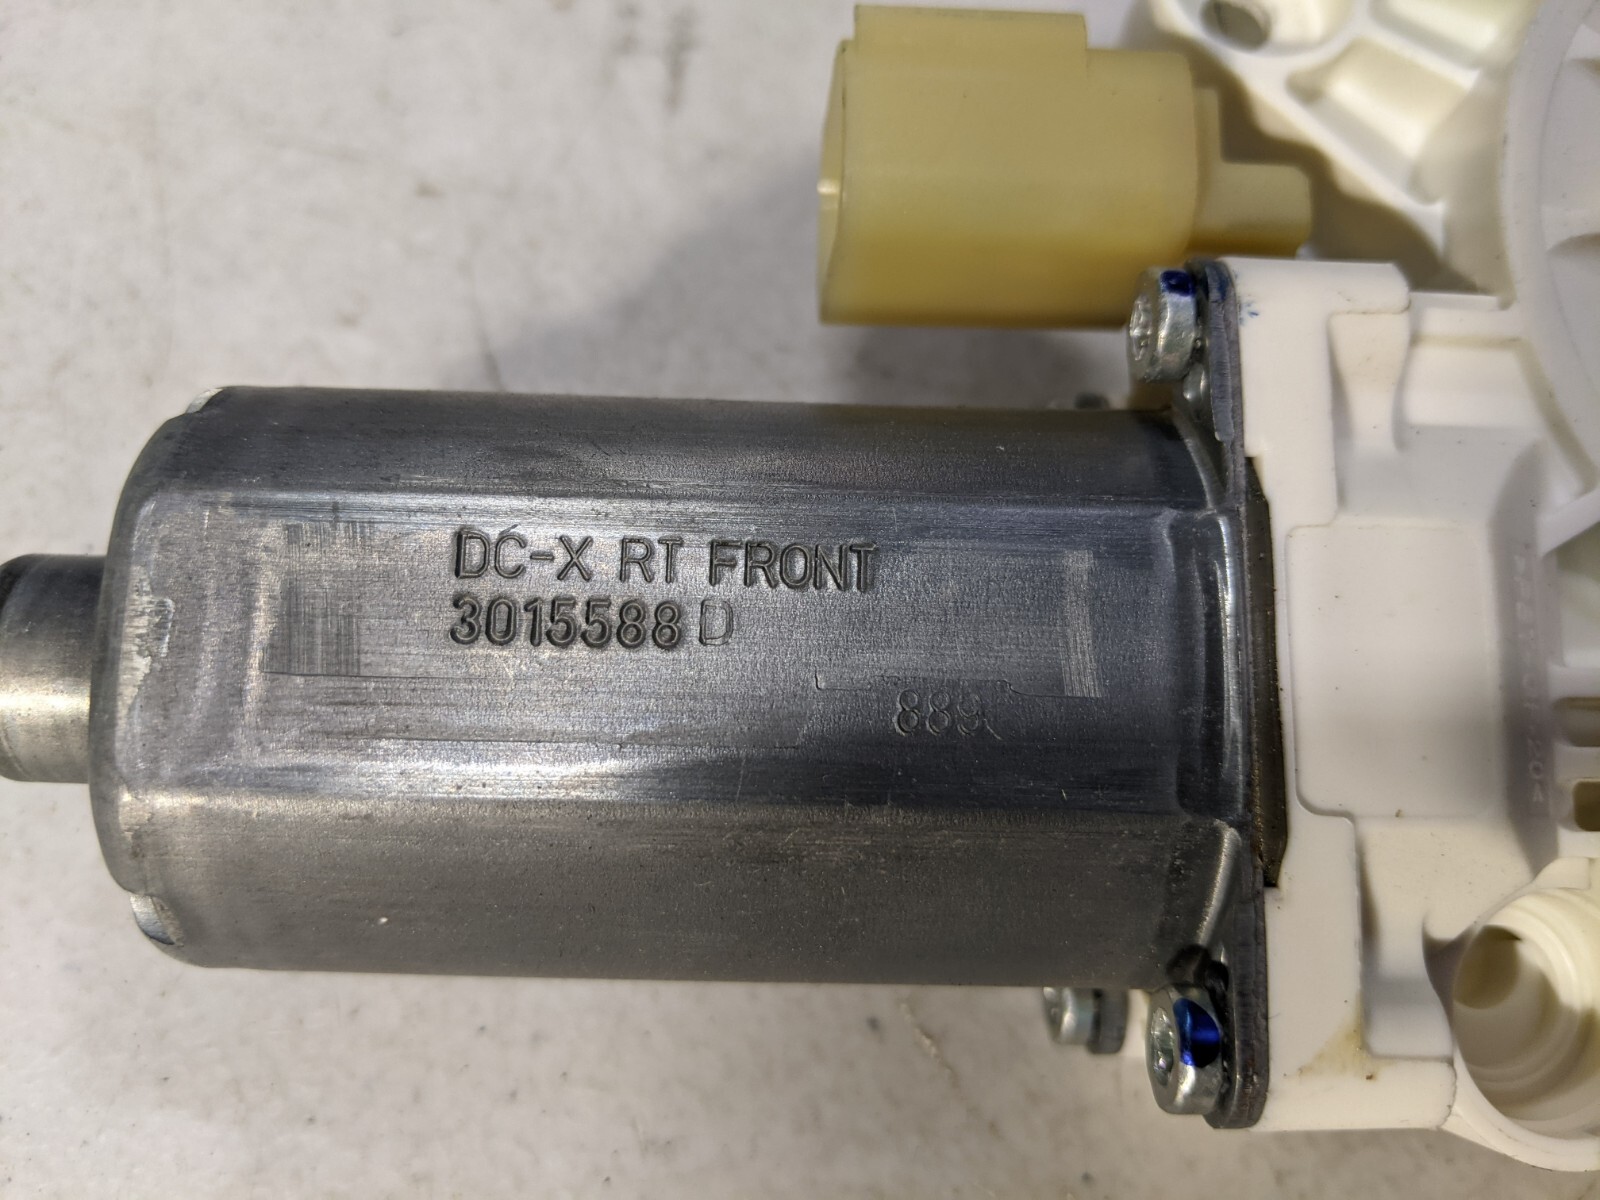 DC-X RT FRONT
3015588 D
889